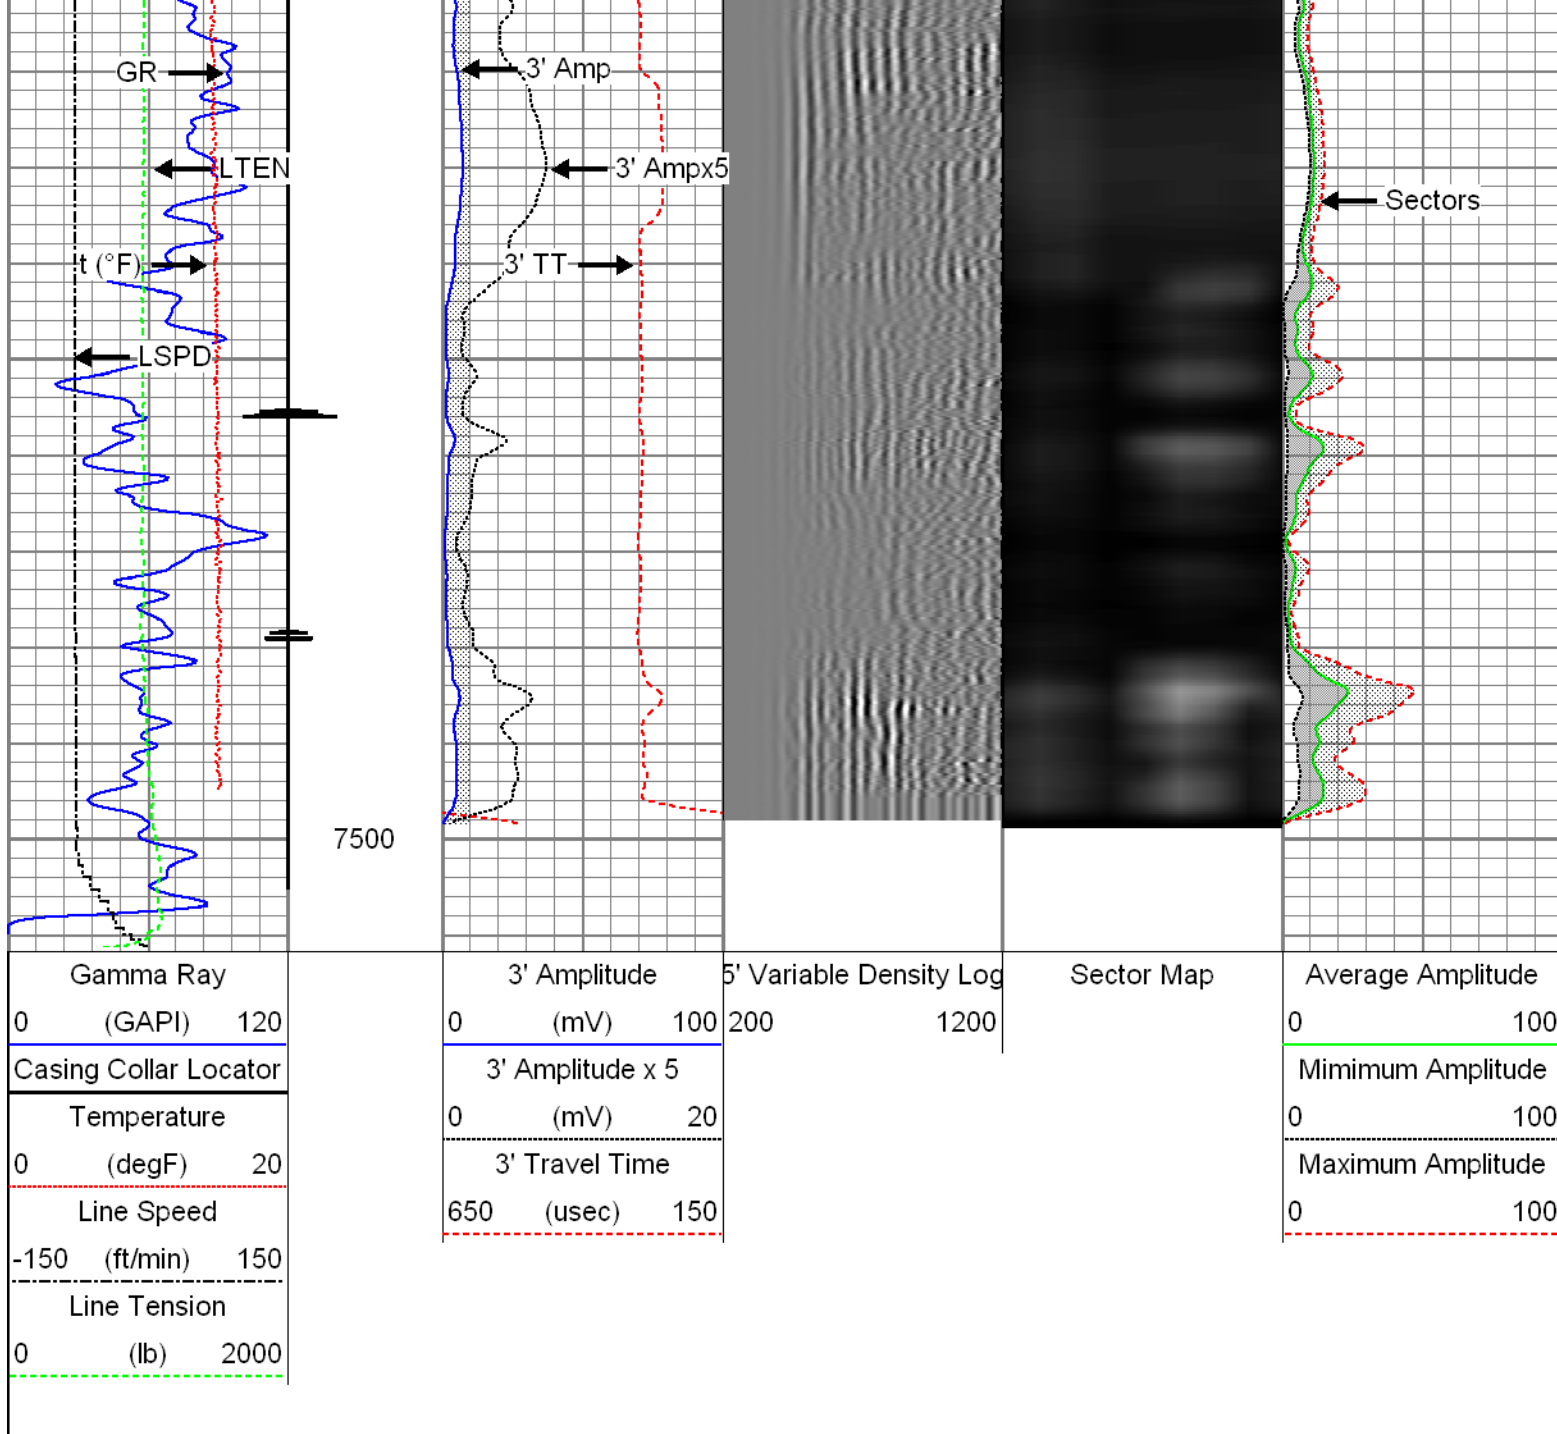 GR
3' Amp
LTEN
3' Ampx5
Sectors
t (°F)
3' TT
LSPD
7500
Gamma Ray
0 (GAPI) 120
Casing Collar Locator
Temperature
0 (degF) 20
Line Speed
-150 (ft/min) 150
Line Tension
0 (lb) 2000
3' Amplitude
0 (mV) 100
3' Amplitude x 5
0 (mV) 20
3' Travel Time
650 (usec) 150
5' Variable Density Log
200 1200
Sector Map
Average Amplitude
0 100
Mimimum Amplitude
0 100
Maximum Amplitude
0 100